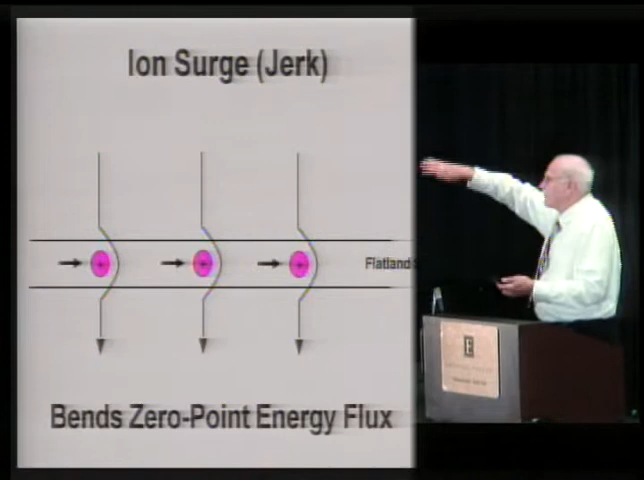 Ion Surge (Jerk)
Flatland
Bends Zero-Point Energy Flux
E